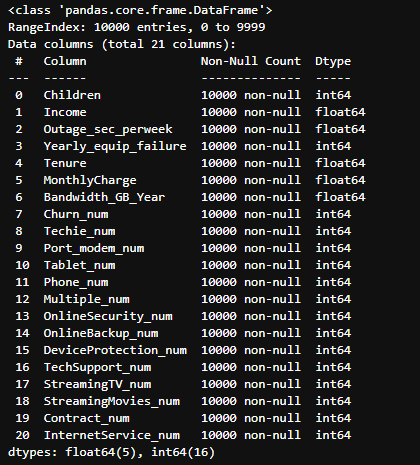 <class 'pandas.core.frame.DataFrame'>
RangeIndex: 10000 entries, 0 to 9999
Data columns (total 21 columns):
 #   Column                Non-Null Count  Dtype
---  ------                --------------  -----
 0   Children              10000 non-null  int64
 1   Income                10000 non-null  float64
 2   Outage_sec_perweek    10000 non-null  float64
 3   Yearly_equip_failure  10000 non-null  int64
 4   Tenure                10000 non-null  float64
 5   MonthlyCharge         10000 non-null  float64
 6   Bandwidth_GB_Year     10000 non-null  float64
 7   Churn_num             10000 non-null  int64
 8   Techie_num            10000 non-null  int64
 9   Port_modem_num        10000 non-null  int64
 10  Tablet_num            10000 non-null  int64
 11  Phone_num             10000 non-null  int64
 12  Multiple_num          10000 non-null  int64
 13  OnlineSecurity_num    10000 non-null  int64
 14  OnlineBackup_num      10000 non-null  int64
 15  DeviceProtection_num  10000 non-null  int64
 16  TechSupport_num       10000 non-null  int64
 17  StreamingTV_num       10000 non-null  int64
 18  StreamingMovies_num   10000 non-null  int64
 19  Contract_num          10000 non-null  int64
 20  InternetService_num   10000 non-null  int64
dtypes: float64(5), int64(16)